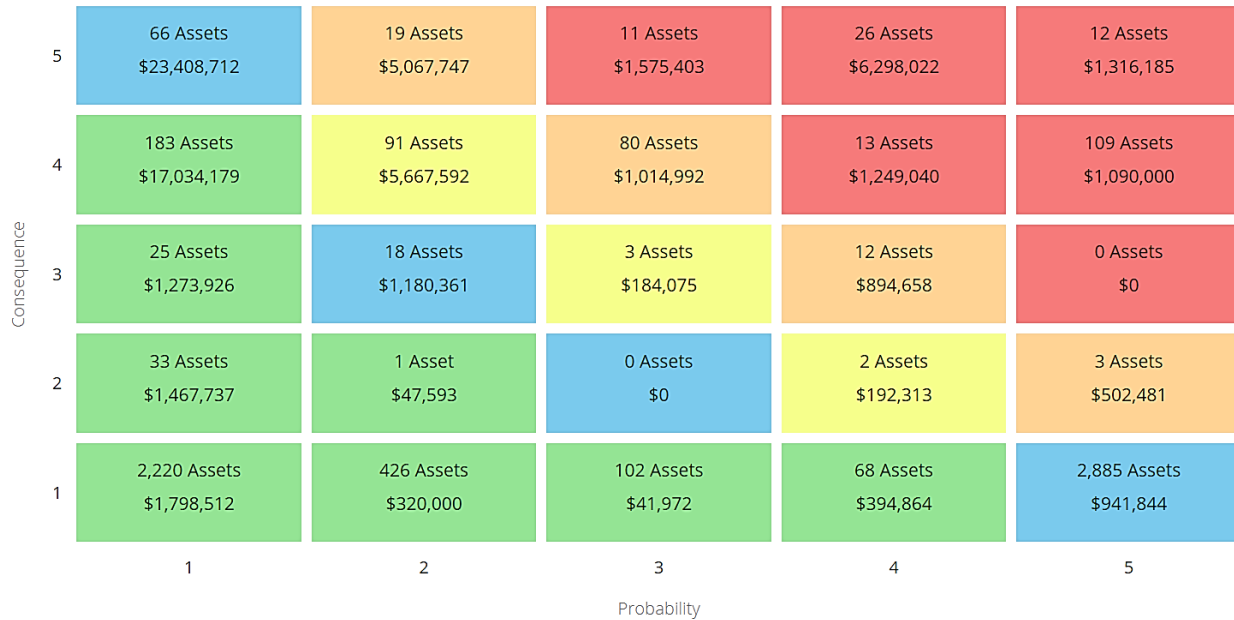 5
66 Assets
$23,408,712
19 Assets
$5,067,747
11 Assets
$1,575,403
26 Assets
$6,298,022
12 Assets
$1,316,185
4
183 Assets
$17,034,179
91 Assets
$5,667,592
80 Assets
$1,014,992
13 Assets
$1,249,040
109 Assets
$1,090,000
Consequence
3
25 Assets
$1,273,926
18 Assets
$1,180,361
3 Assets
$184,075
12 Assets
$894,658
0 Assets
$0
2
33 Assets
$1,467,737
1 Asset
$47,593
0 Assets
$0
2 Assets
$192,313
3 Assets
$502,481
1
2,220 Assets
$1,798,512
426 Assets
$320,000
102 Assets
$41,972
68 Assets
$394,864
2,885 Assets
$941,844
1
2
3
4
5
Probability